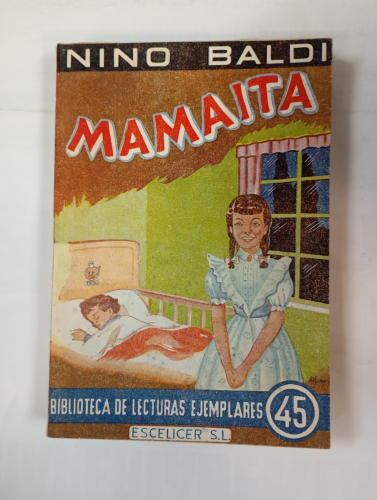 NINO BALDI
MAMAITA
BIBLIOTECA DE LECTURAS EJEMPLARES 45
ESCELICER S.L.